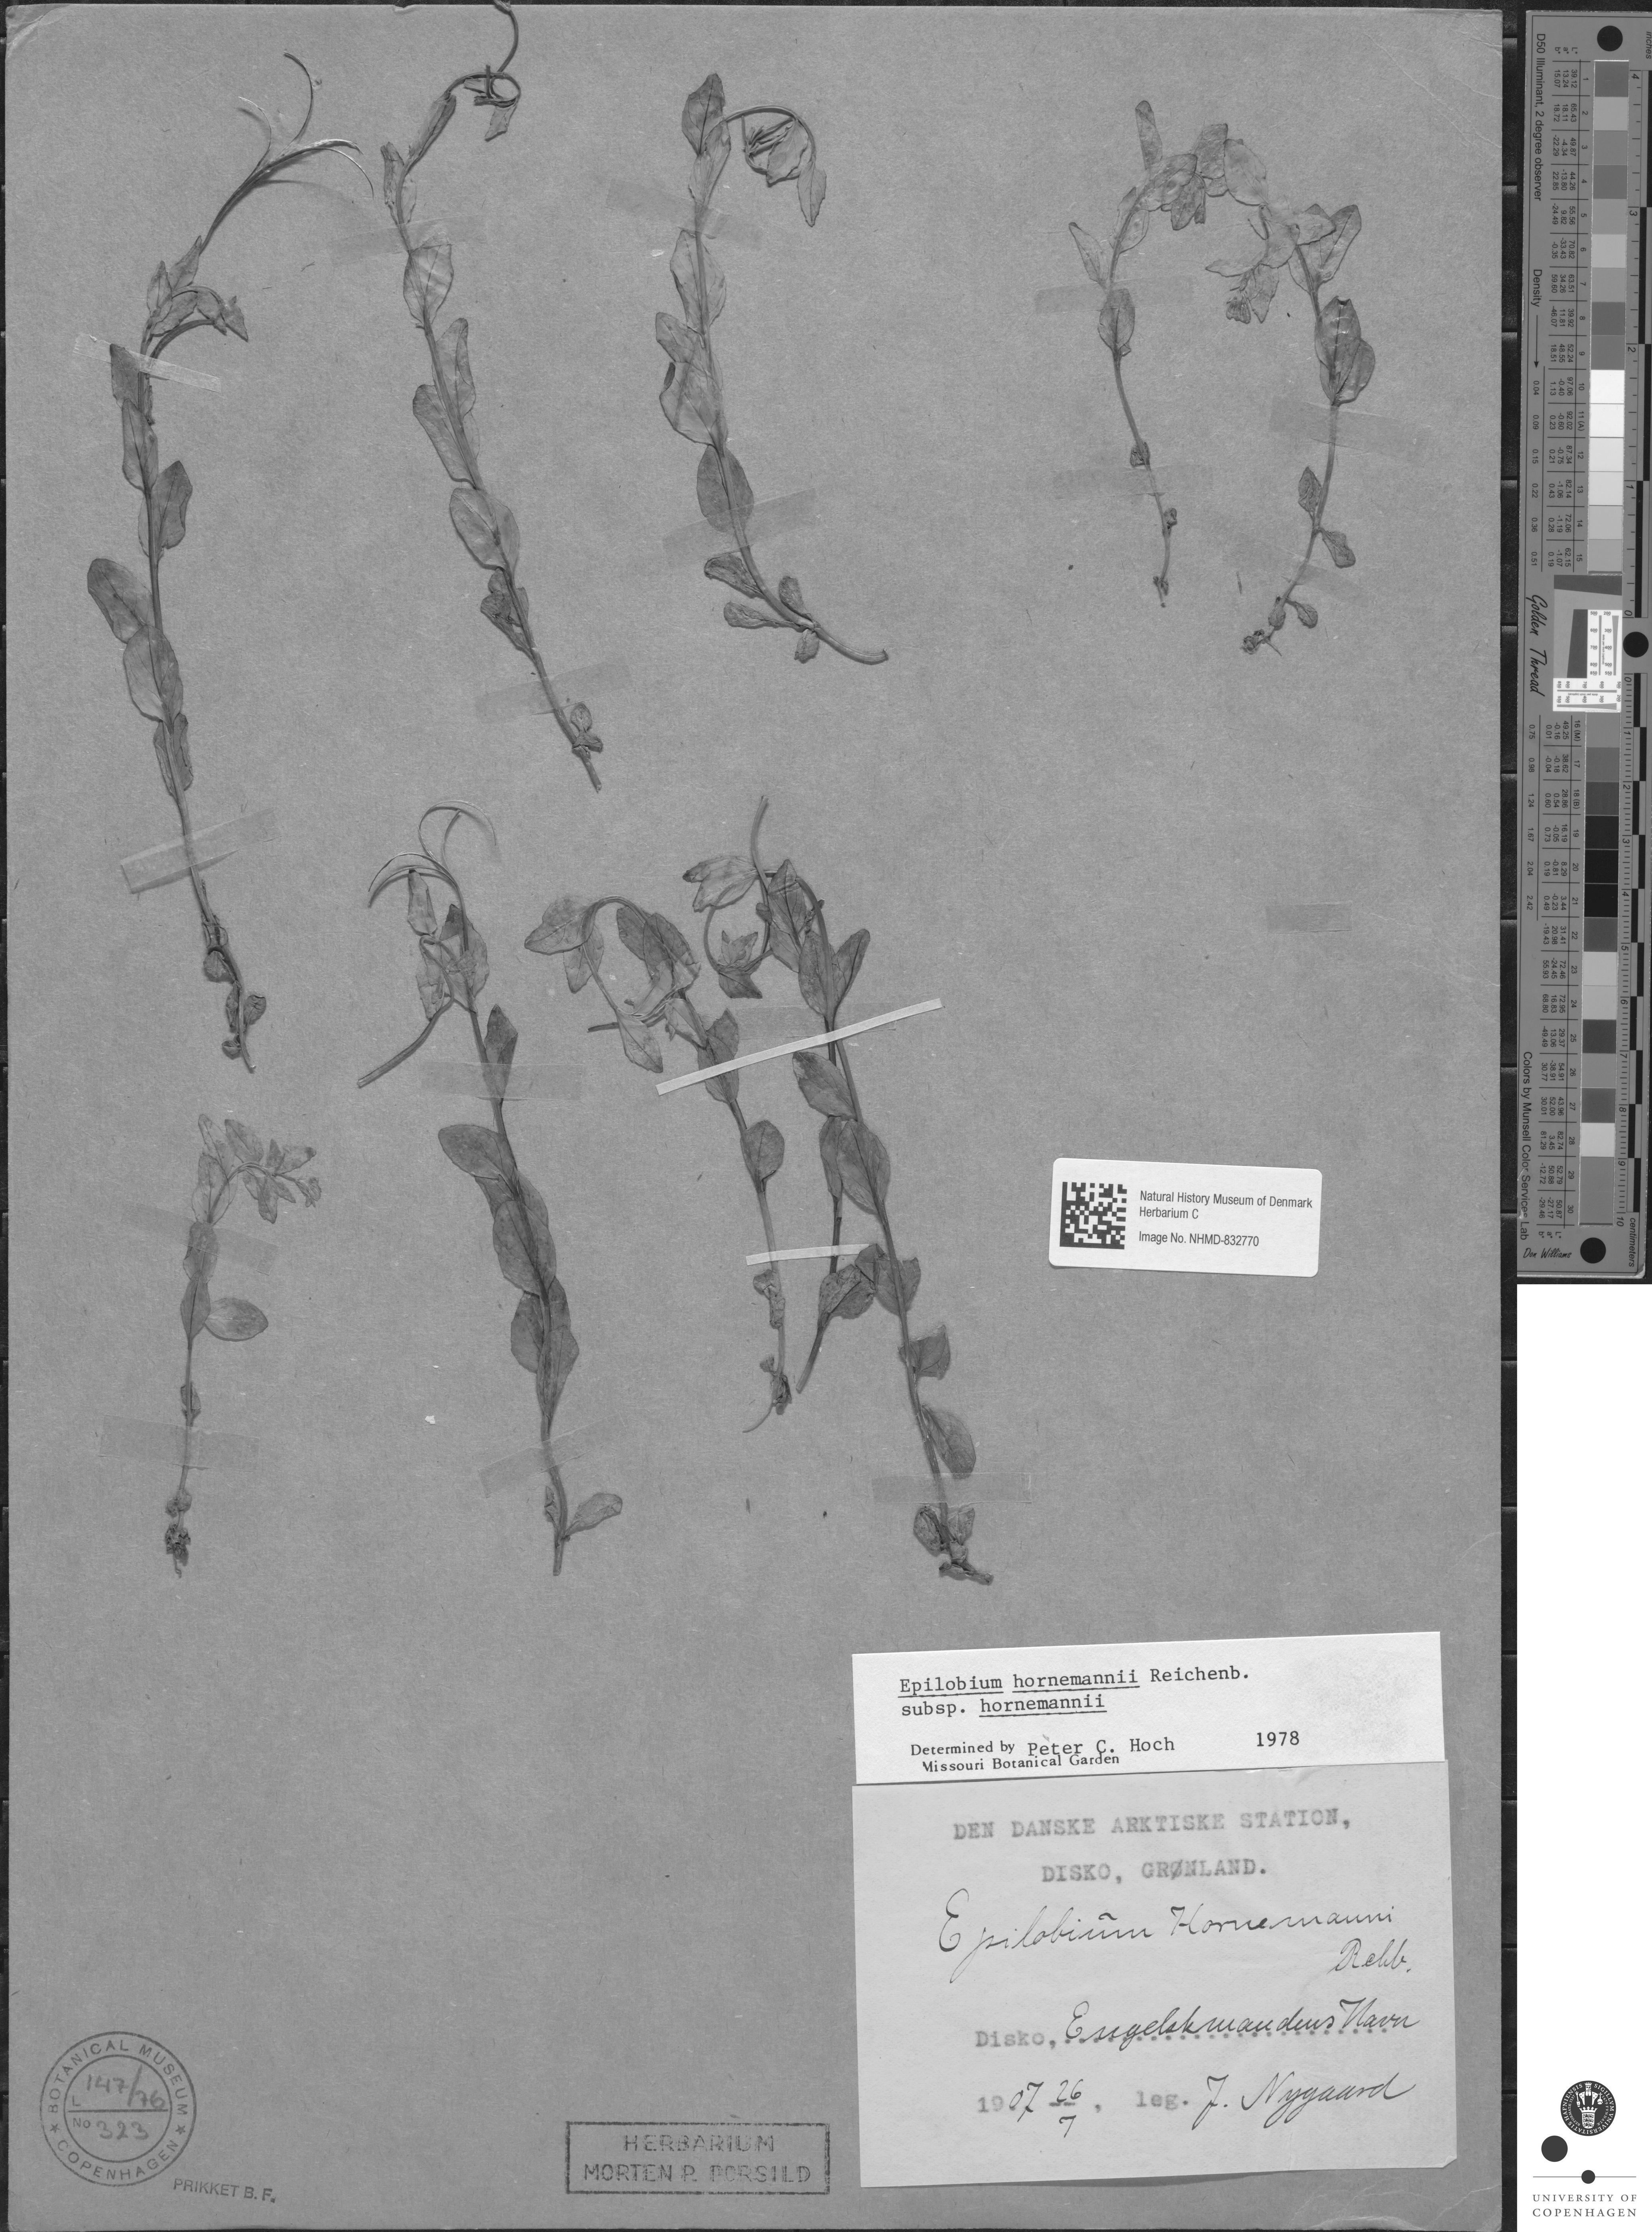 Natural History Museum of Denmark
Herbarium C
Image No. NHMD-832770
Epilobium hornemannii Reichenb.
subsp. hornemannii
Determined by Peter C. Hoch 1978
Missouri Botanical Garden
DEN DANSKE ARKTISKE STATION,
DISKO, GRØNLAND.
Epilobium Hornemanni
Rchb.
Disko, Engelskmandens Havn
1907 26/7, leg. J. Nygaard
BOTANICAL MUSEUM
L 147/76
No 323
COPENHAGEN
PRIKKET B. F.
HERBARIUM
MORTEN P. PORSILD
inches
D50 Illuminant, 2 degree observer
Density
Golden Thread
Colors by Munsell Color Services Lab
Don Williams
centimeters
UNIVERSITY OF
COPENHAGEN